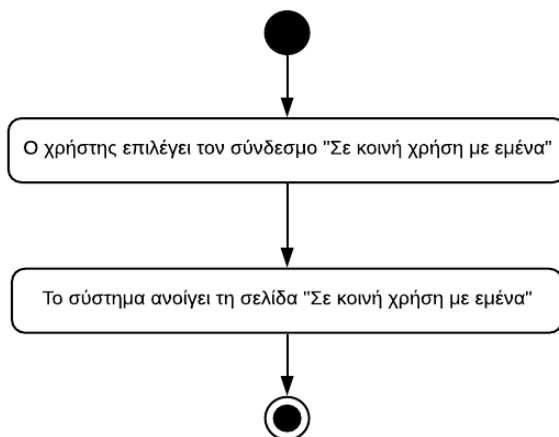 Ο χρήστης επιλέγει τον σύνδεσμο "Σε κοινή χρήση με εμένα"
Το σύστημα ανοίγει τη σελίδα "Σε κοινή χρήση με εμένα"